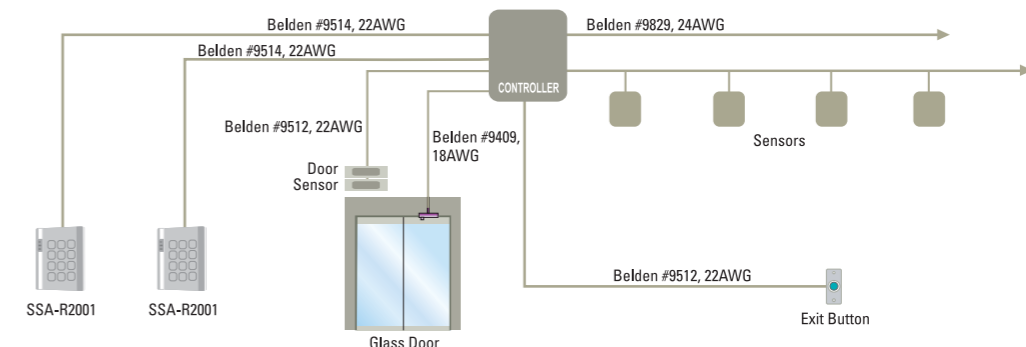 Belden #9514, 22AWG
Belden #9829, 24AWG
Belden #9514, 22AWG
CONTROLLER
Belden #9512, 22AWG
Belden #9409,
18AWG
Sensors
Door
Sensor
Belden #9512, 22AWG
SSA-R2001
SSA-R2001
Exit Button
Glass Door